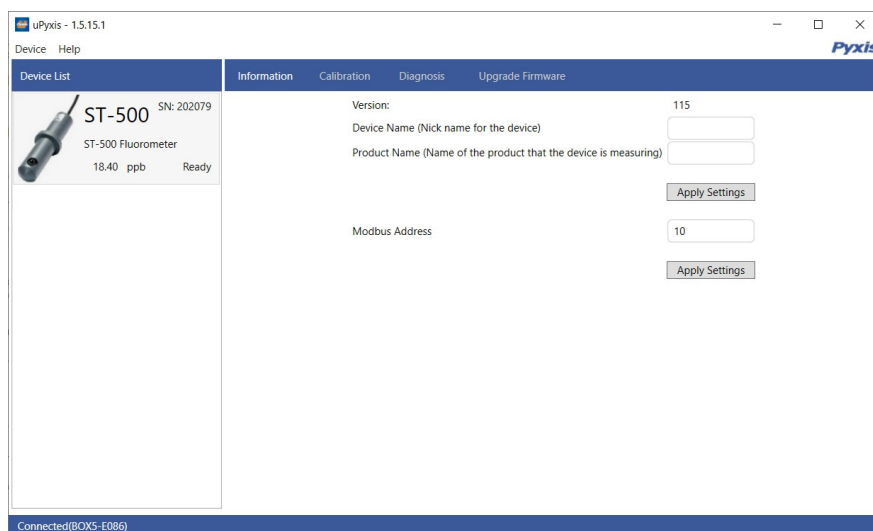 uPyxis - 1.5.15.1
Device Help
Pyxis
Device List
Information Calibration Diagnosis Upgrade Firmware
ST-500 SN: 202079
ST-500 Fluorometer
18.40 ppb Ready
Version: 115
Device Name (Nick name for the device)
Product Name (Name of the product that the device is measuring)
Apply Settings
Modbus Address 10
Apply Settings
Connected(BOX5-E086)